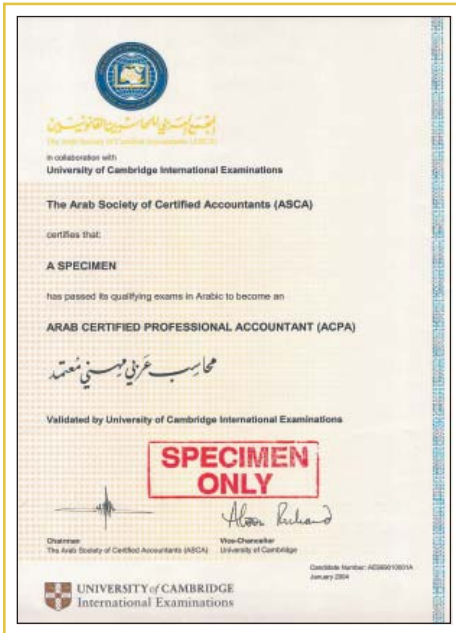 المجمع العربي للمحاسبين القانونيين
The Arab Society of Certified Accountants (ASCA)
in collaboration with
University of Cambridge International Examinations
The Arab Society of Certified Accountants (ASCA)
certifies that:
A SPECIMEN
has passed its qualifying exams in Arabic to become an
ARAB CERTIFIED PROFESSIONAL ACCOUNTANT (ACPA)
محاسب عربي مهني معتمد
Validated by University of Cambridge International Examinations
SPECIMEN
ONLY
Chairman
The Arab Society of Certified Accountants (ASCA)
Vice-Chancellor
University of Cambridge
Candidate Number: AE989010001A
January 2004
UNIVERSITY of CAMBRIDGE
International Examinations